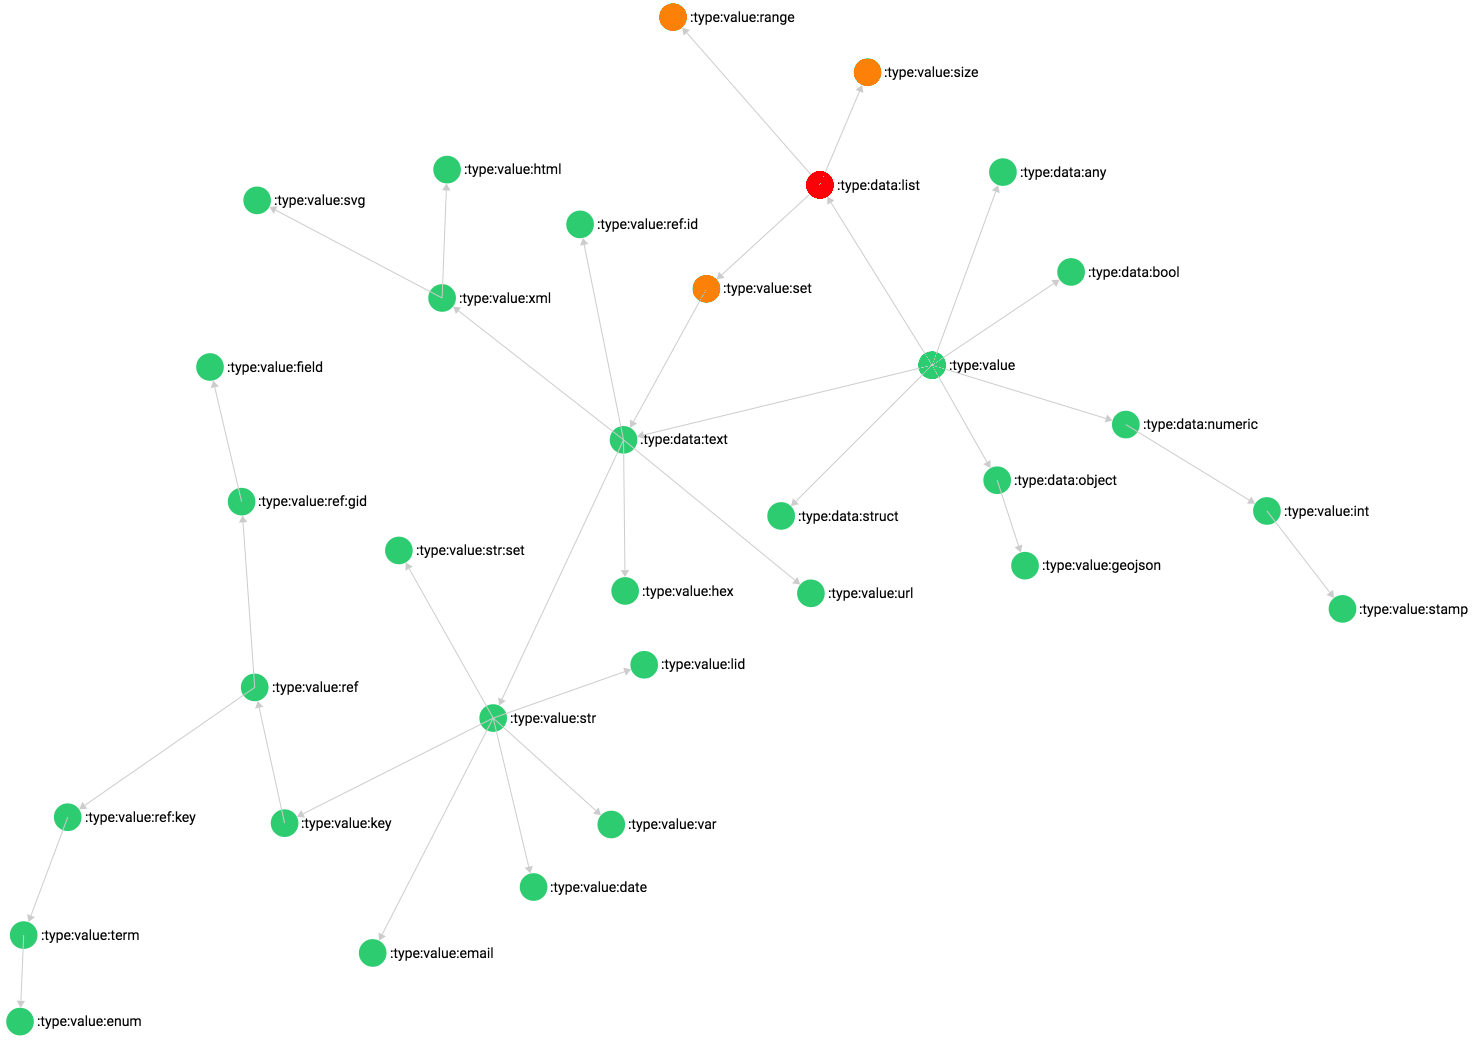 :type:value:range
:type:value:size
:type:value:html
:type:data:any
:type:data:list
:type:value:svg
:type:value:ref:id
:type:data:bool
:type:value:set
:type:value:xml
:type:value
:type:value:field
:type:data:numeric
:type:data:text
:type:data:object
:type:value:ref:gid
:type:value:int
:type:data:struct
:type:value:str:set
:type:value:geojson
:type:value:hex
:type:value:url
:type:value:stamp
:type:value:lid
:type:value:ref
:type:value:str
:type:value:ref:key
:type:value:key
:type:value:var
:type:value:date
:type:value:term
:type:value:email
:type:value:enum